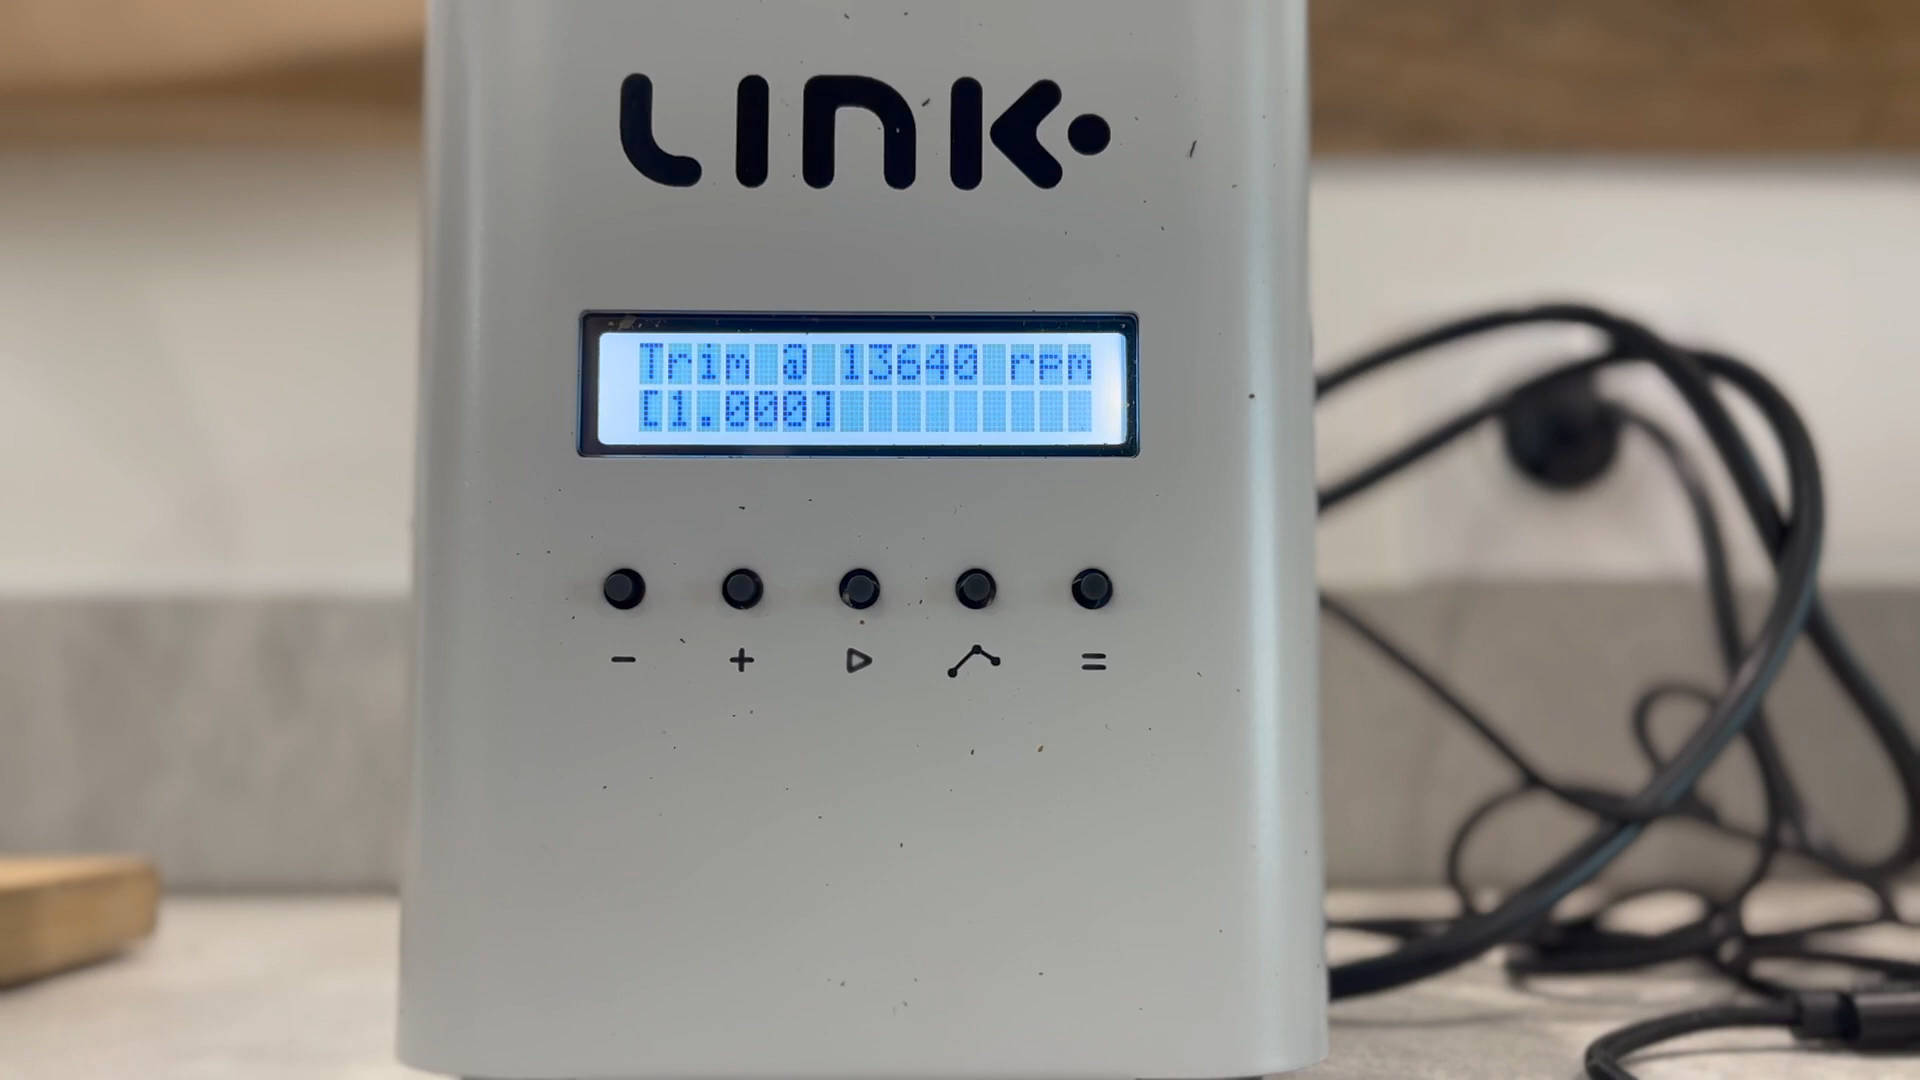 LINK
Trim @ 13640 rpm
[1.000]
- + ▷ =